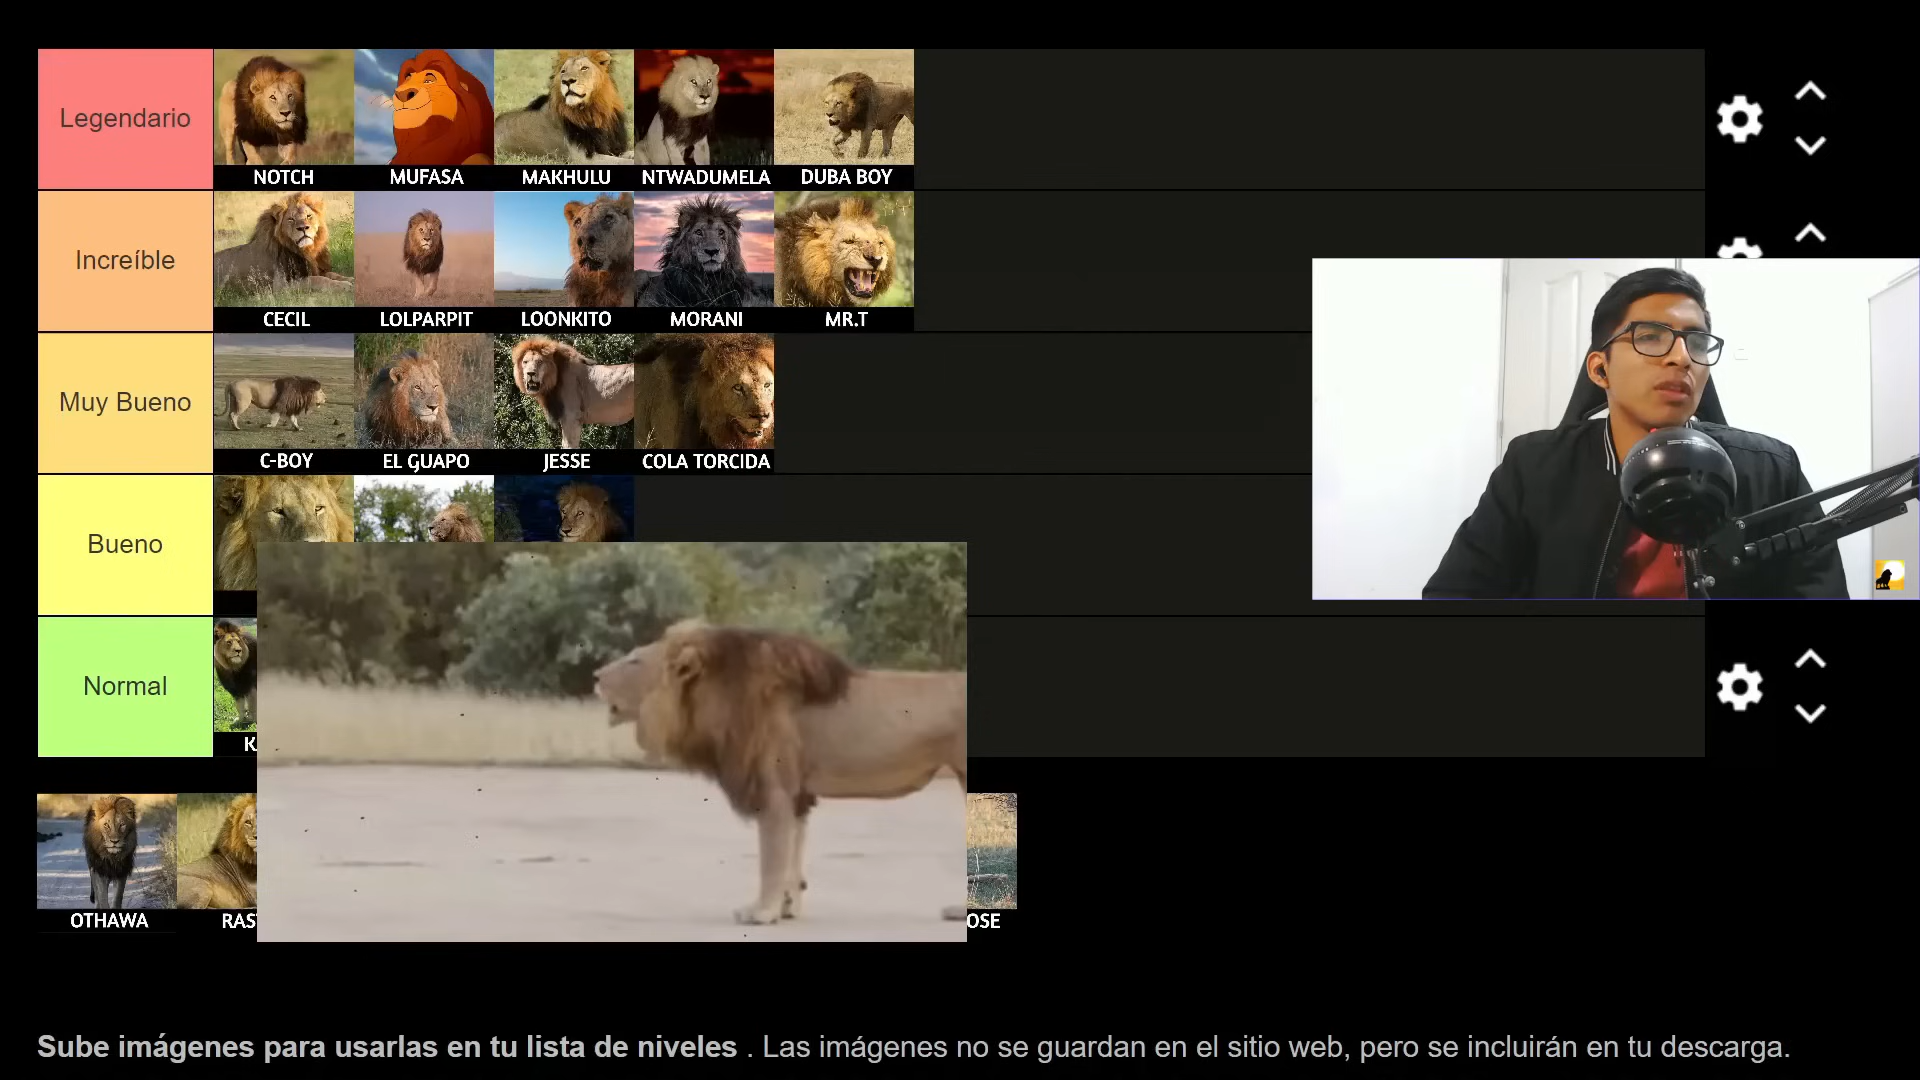 Legendario
NOTCH
MUFASA
MAKHULU
NTWADUMELA
DUBA BOY
Increíble
CECIL
LOLPARPIT
LOONKITO
MORANI
MR.T
Muy Bueno
C-BOY
EL GUAPO
JESSE
COLA TORCIDA
Bueno
Normal
OTHAWA
Sube imágenes para usarlas en tu lista de niveles . Las imágenes no se guardan en el sitio web, pero se incluirán en tu descarga.